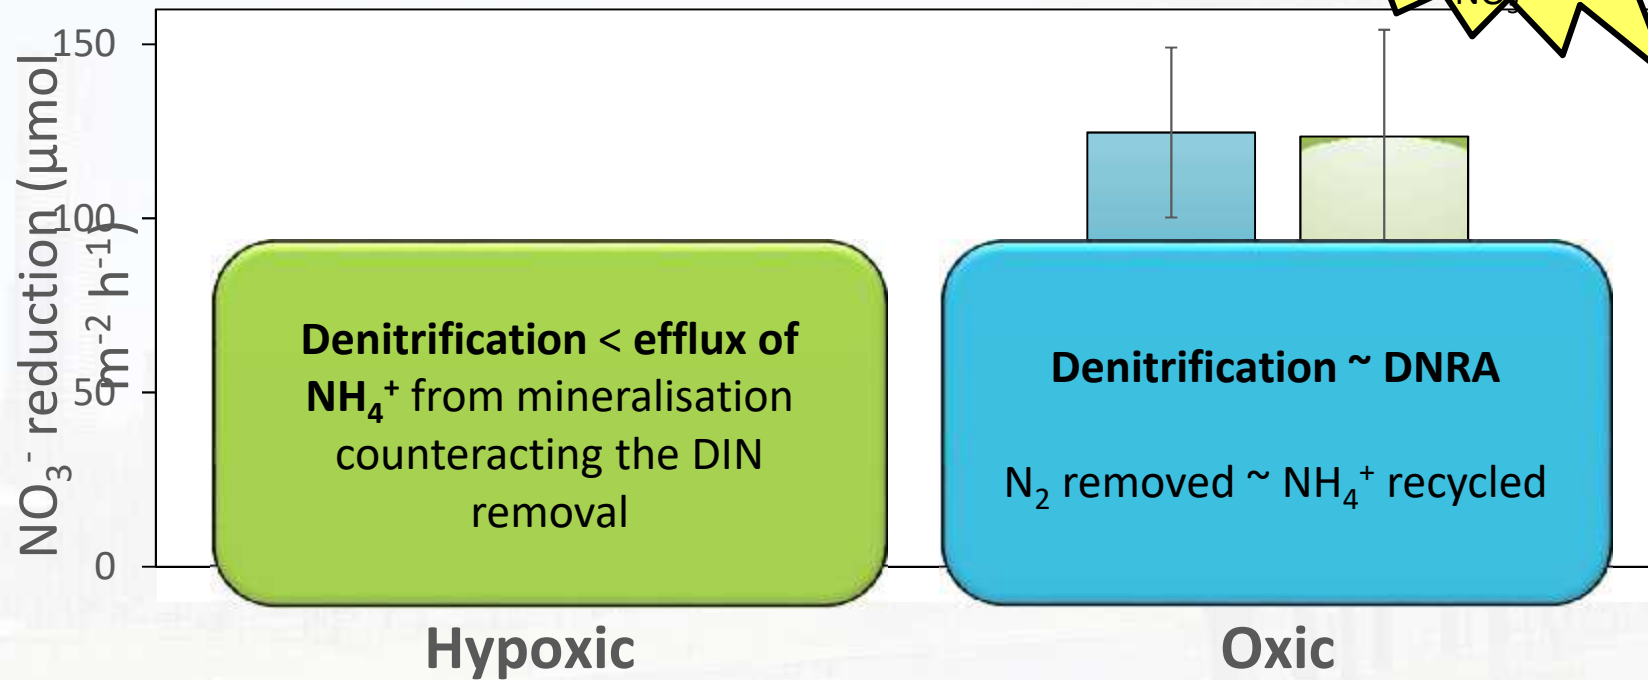 NO₃
NO₃⁻ reduction (µmol
m⁻² h⁻¹)
150
100
50
0
Denitrification < efflux of
NH₄⁺ from mineralisation
counteracting the DIN
removal
Denitrification ~ DNRA
N₂ removed ~ NH₄⁺ recycled
Hypoxic
Oxic